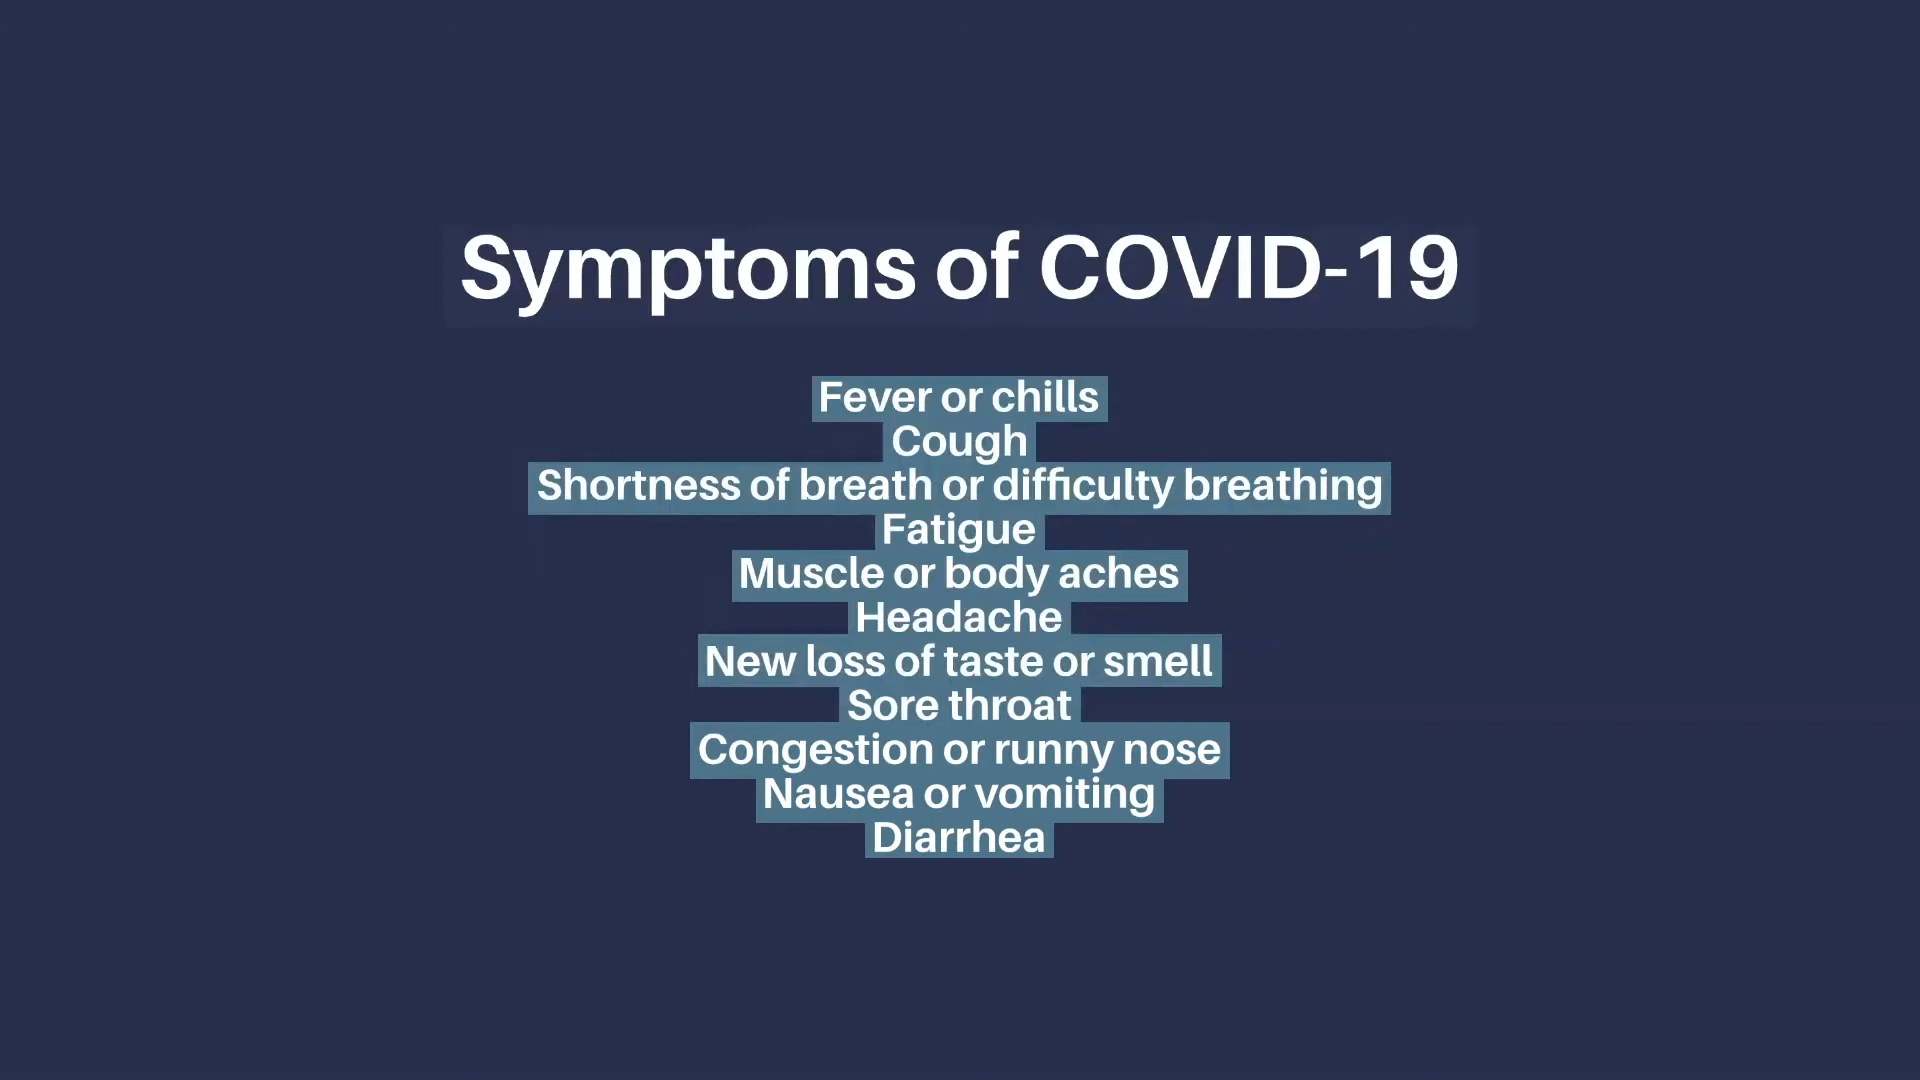 Symptoms of COVID-19
Fever or chills
Cough
Shortness of breath or difficulty breathing
Fatigue
Muscle or body aches
Headache
New loss of taste or smell
Sore throat
Congestion or runny nose
Nausea or vomiting
Diarrhea